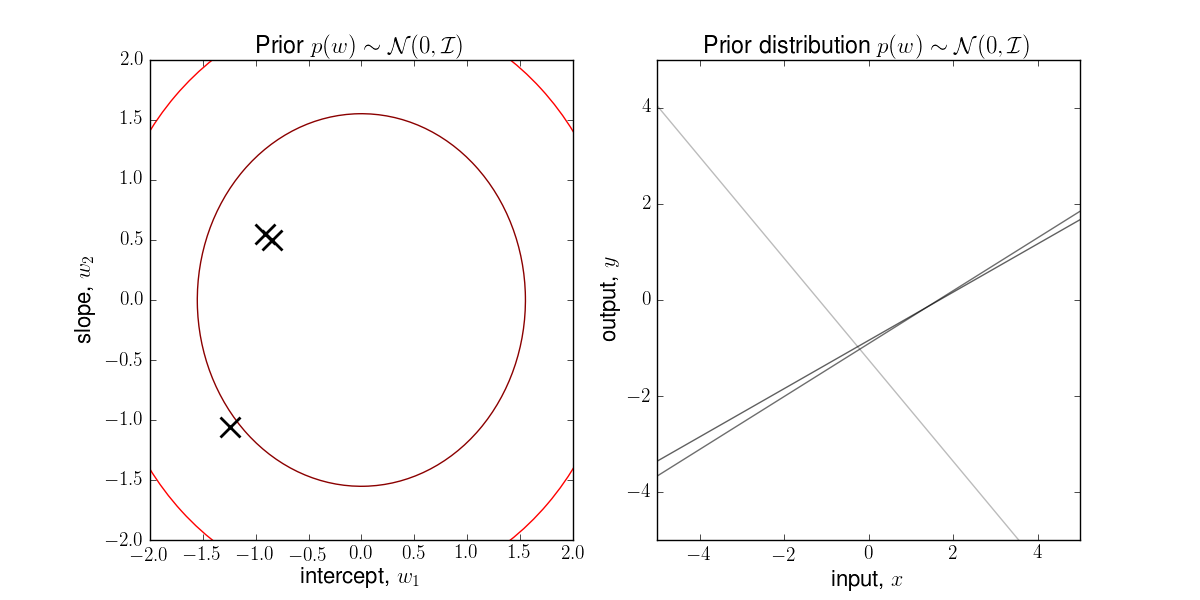 Prior p(w) ∼ 𝒩(0, ℐ)
2.0
1.5
1.0
0.5
0.0
−0.5
−1.0
−1.5
−2.0
slope, w₂
−2.0 −1.5 −1.0 −0.5 0.0 0.5 1.0 1.5 2.0
intercept, w₁
Prior distribution p(w) ∼ 𝒩(0, ℐ)
4
2
0
−2
−4
output, y
−4 −2 0 2 4
input, x